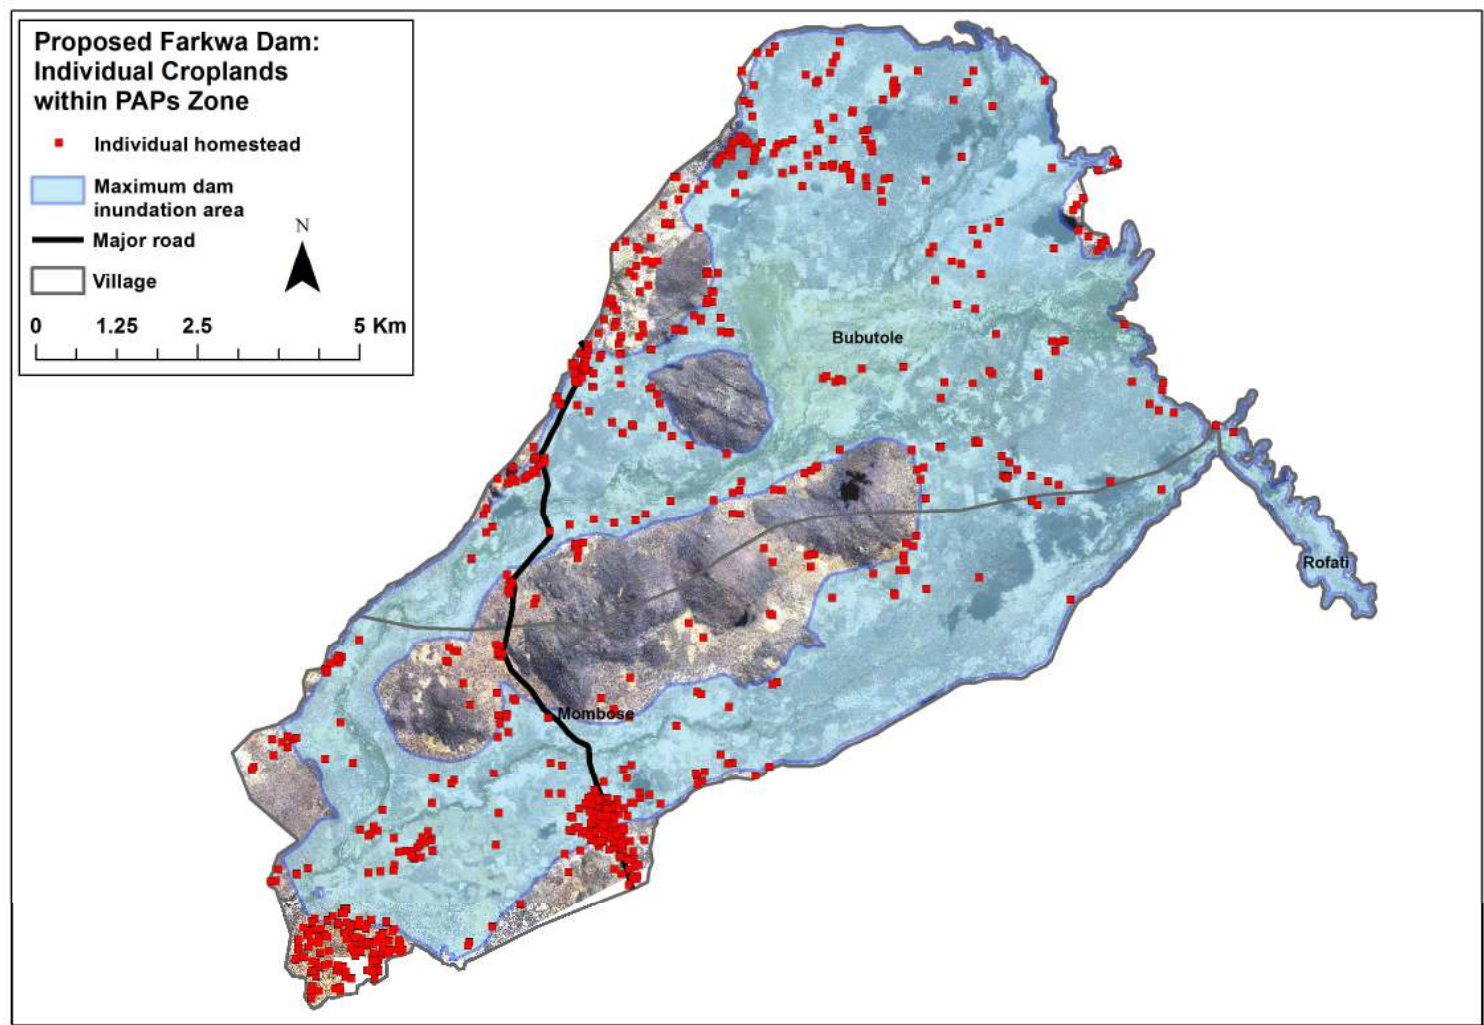 Proposed Farkwa Dam:
Individual Croplands
within PAPs Zone
Individual homestead
Maximum dam
inundation area
Major road
Village
N
0 1.25 2.5 5 Km
Bubutole
Rofati
Mombose